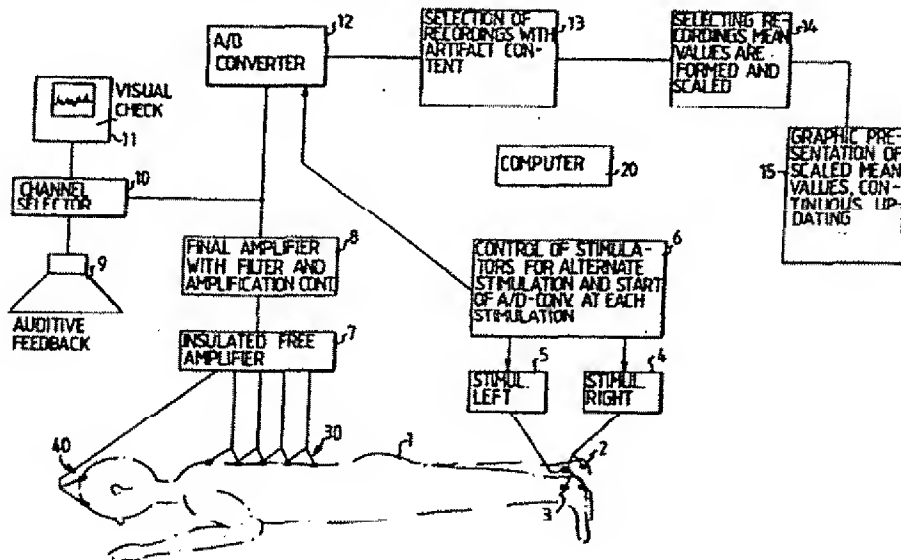 12
A/B
CONVERTER
SELECTION OF
RECORDINGS WITH
ARTIFACT CON-
TENT
13
SELECTING RE-
CORDINGS MEAN
VALUES ARE
FORMED AND
SCALED
14
VISUAL
CHECK
11
10
CHANNEL
SELECTOR
9
AUDITIVE
FEEDBACK
COMPUTER
20
15
GRAPHIC PRE-
SENTATION OF
SCALED MEAN
VALUES, CON-
TINUOUS UP-
DATING
8
FINAL AMPLIFIER
WITH FILTER AND
AMPLIFICATION CONT.
7
INSULATED FREE
AMPLIFIER
6
CONTROL OF STIMULA-
TORS FOR ALTERNATE
STIMULATION AND START
OF A/D-CONV. AT EACH
STIMULATION
5
STIMUL.
LEFT
4
STIMUL.
RIGHT
40
30
1
2
3